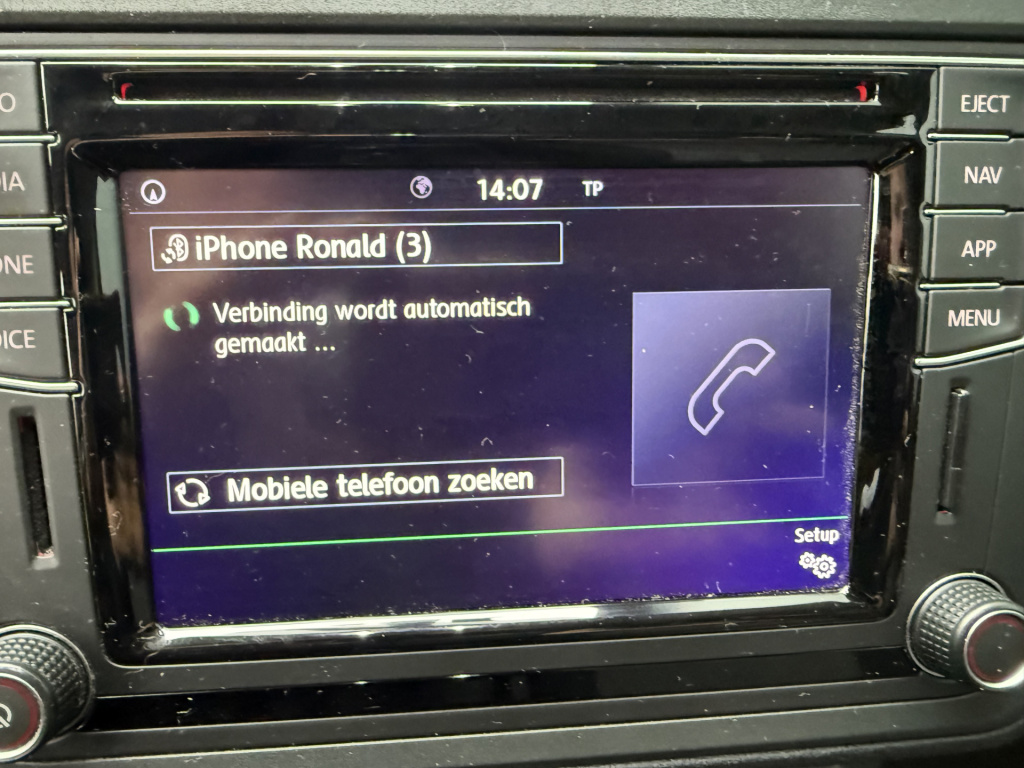 14:07 TP
EJECT
NAV
iPhone Ronald (3)
APP
Verbinding wordt automatisch
gemaakt ...
MENU
Mobiele telefoon zoeken
Setup